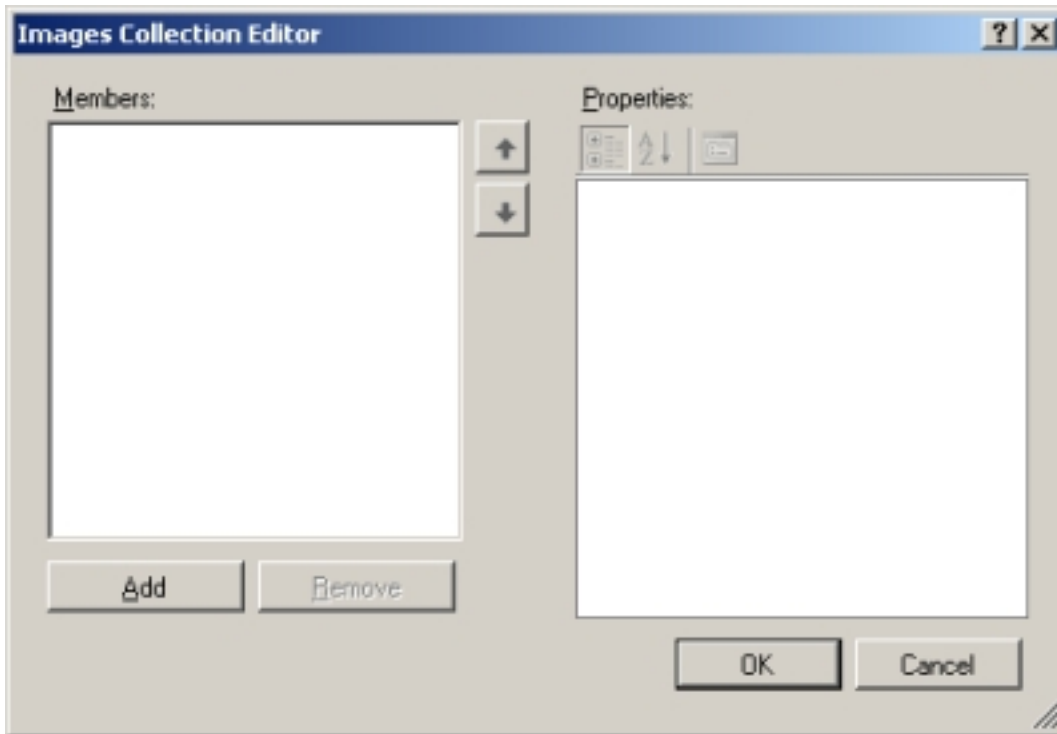 Images Collection Editor
Members:
Properties:
Add
Remove
OK
Cancel